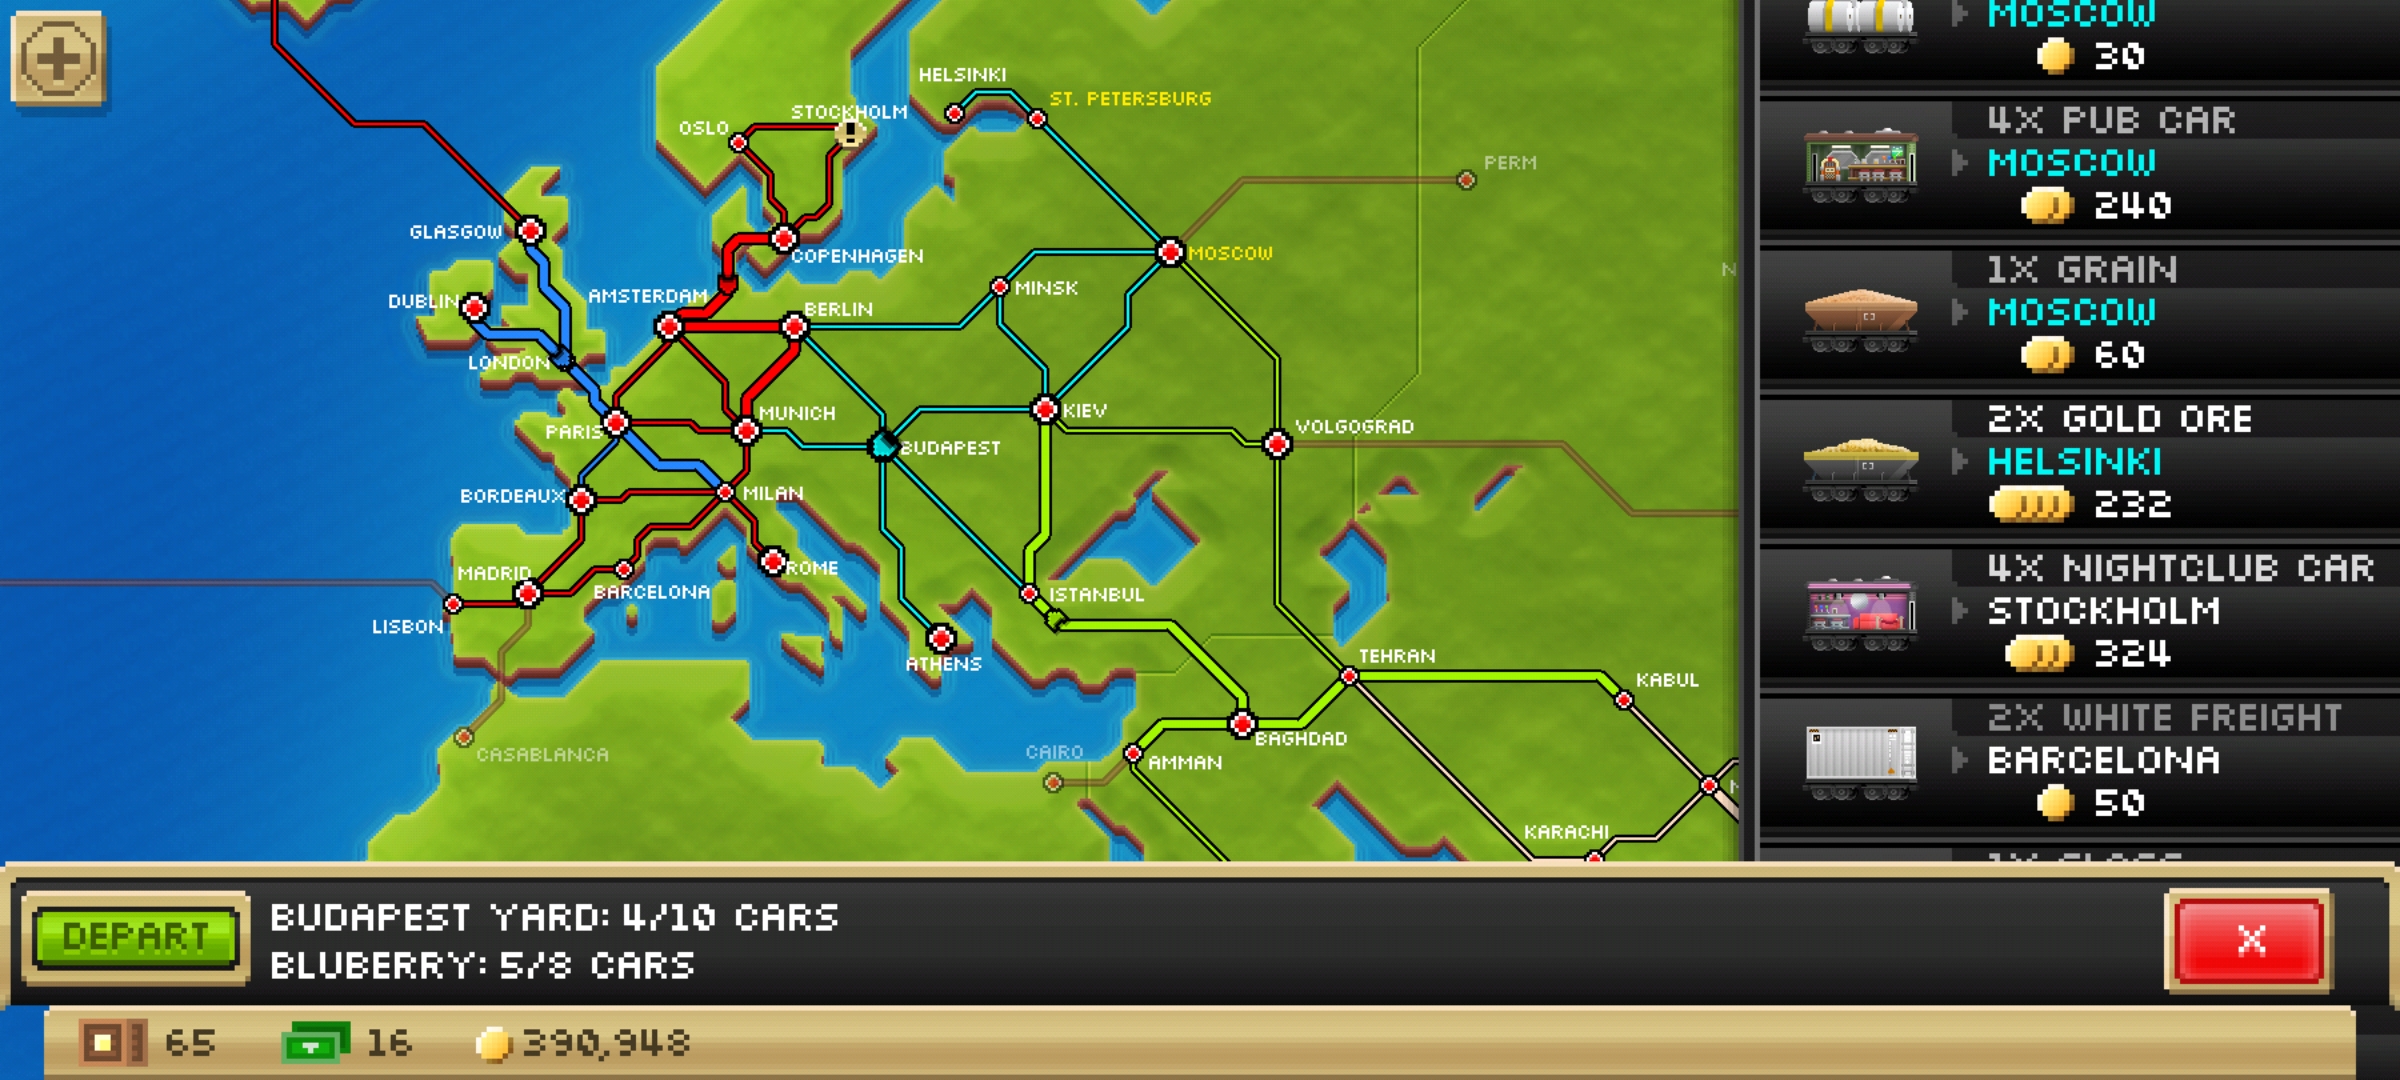 HELSINKI
ST. PETERSBURG
STOCKHOLM
OSLO
PERM
GLASGOW
COPENHAGEN
MOSCOW
DUBLIN
AMSTERDAM
MINSK
BERLIN
LONDON
MUNICH
KIEV
PARIS
BUDAPEST
VOLGOGRAD
BORDEAUX
MILAN
MADRID
ROME
BARCELONA
ISTANBUL
LISBON
ATHENS
TEHRAN
KABUL
CASABLANCA
CAIRO
BAGHDAD
AMMAN
KARACHI
MOSCOW
30
4X PUB CAR
MOSCOW
240
1X GRAIN
MOSCOW
60
2X GOLD ORE
HELSINKI
232
4X NIGHTCLUB CAR
STOCKHOLM
324
2X WHITE FREIGHT
BARCELONA
50
DEPART
BUDAPEST YARD: 4/10 CARS
BLUBERRY: 5/8 CARS
X
65
16
390,948